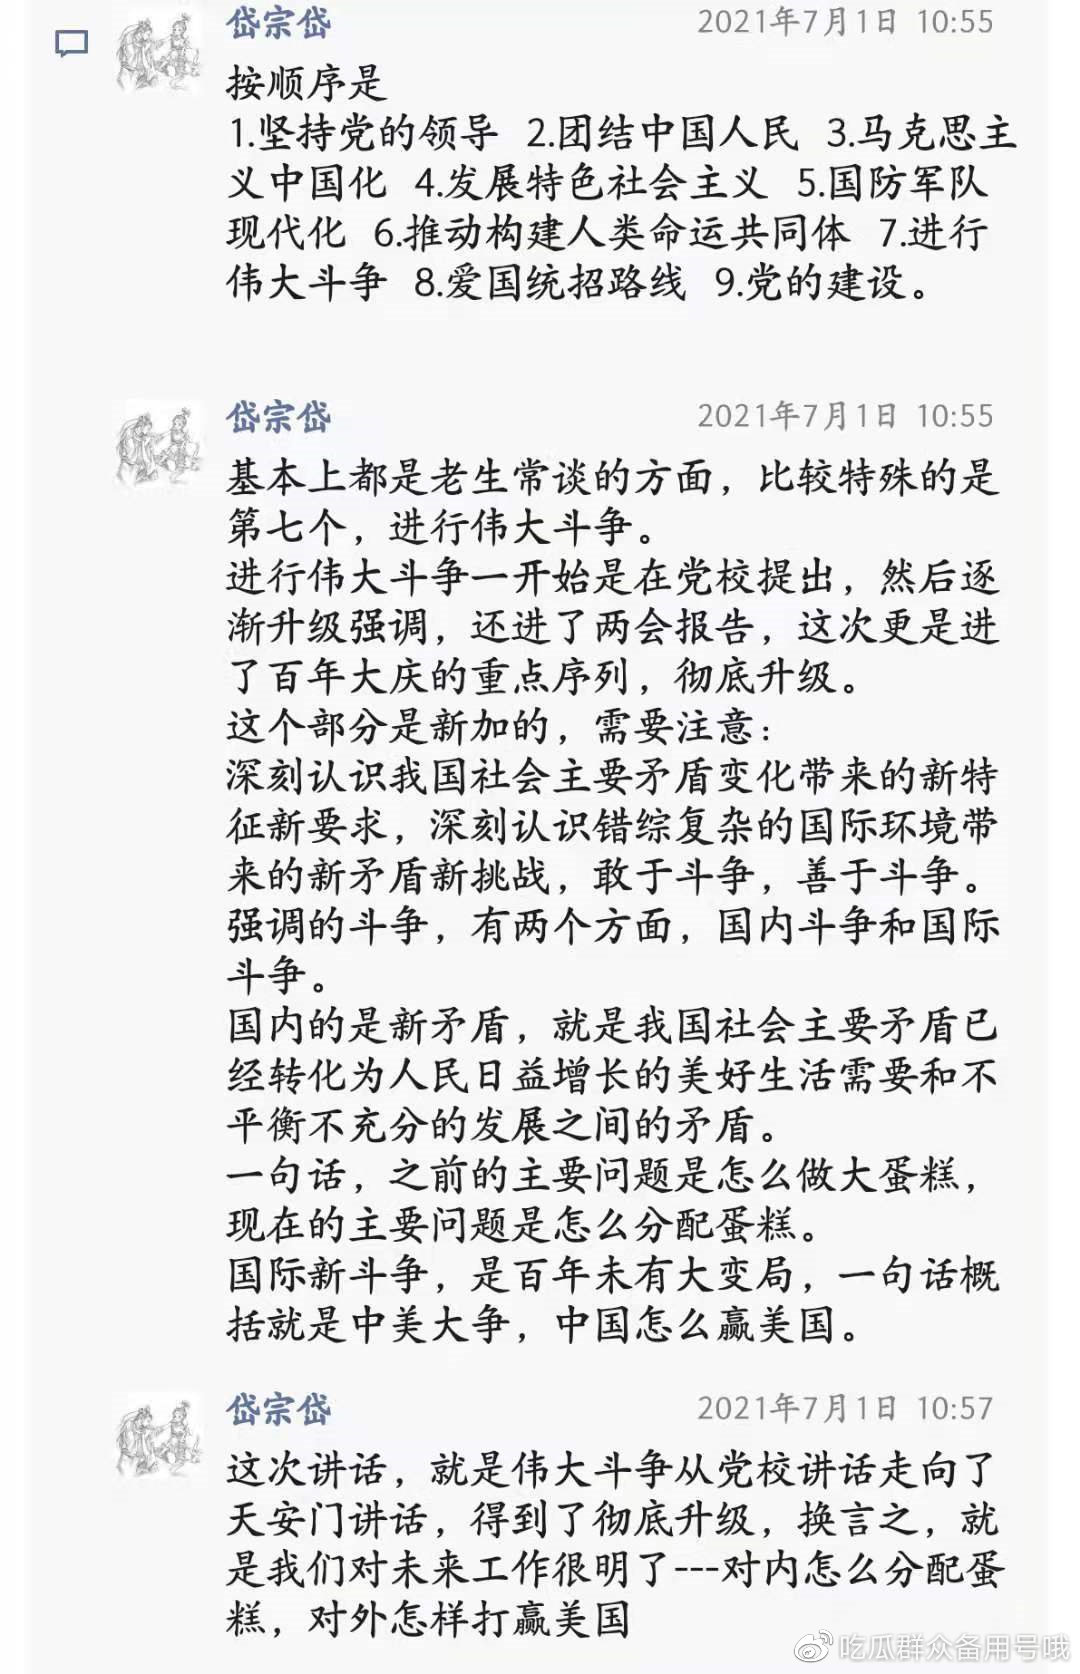 岱宗岱 2021年7月1日 10:55
按顺序是
1.坚持党的领导 2.团结中国人民 3.马克思主
义中国化 4.发展特色社会主义 5.国防军队
现代化 6.推动构建人类命运共同体 7.进行
伟大斗争 8.爱国统招路线 9.党的建设。
岱宗岱 2021年7月1日 10:55
基本上都是老生常谈的方面，比较特殊的是
第七个，进行伟大斗争。
进行伟大斗争一开始是在党校提出，然后逐
渐升级强调，还进了两会报告，这次更是进
了百年大庆的重点序列，彻底升级。
这个部分是新加的，需要注意：
深刻认识我国社会主要矛盾变化带来的新特
征新要求，深刻认识错综复杂的国际环境带
来的新矛盾新挑战，敢于斗争，善于斗争。
强调的斗争，有两个方面，国内斗争和国际
斗争。
国内的是新矛盾，就是我国社会主要矛盾已
经转化为人民日益增长的美好生活需要和不
平衡不充分的发展之间的矛盾。
一句话，之前的主要问题是怎么做大蛋糕，
现在的主要问题是怎么分配蛋糕。
国际新斗争，是百年未有大变局，一句话概
括就是中美大争，中国怎么赢美国。
岱宗岱 2021年7月1日 10:57
这次讲话，就是伟大斗争从党校讲话走向了
天安门讲话，得到了彻底升级，换言之，就
是我们对未来工作很明了---对内怎么分配蛋
糕，对外怎样打赢美国
吃瓜群众备用号哦